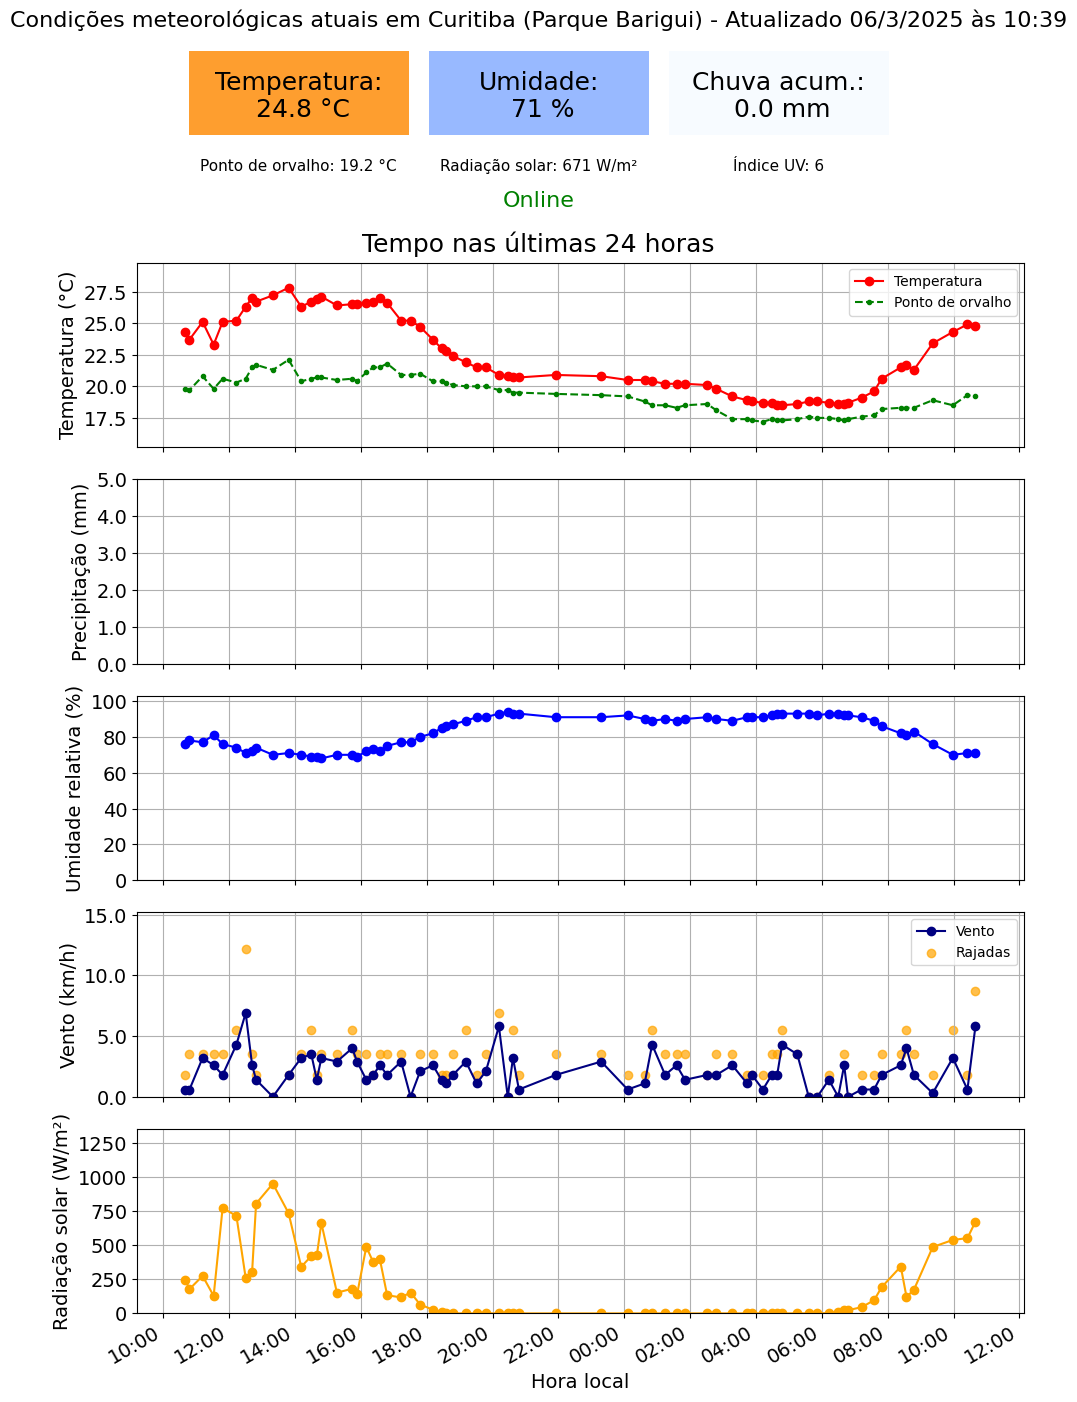 Condições meteorológicas atuais em Curitiba (Parque Barigui) - Atualizado 06/3/2025 às 10:39
Temperatura:
24.8 °C
Umidade:
71 %
Chuva acum.:
0.0 mm
Ponto de orvalho: 19.2 °C
Radiação solar: 671 W/m²
Índice UV: 6
Online
Tempo nas últimas 24 horas
Temperatura (°C)
27.5
25.0
22.5
20.0
17.5
Temperatura
Ponto de orvalho
Precipitação (mm)
5.0
4.0
3.0
2.0
1.0
0.0
Umidade relativa (%)
100
80
60
40
20
0
Vento (km/h)
15.0
10.0
5.0
0.0
Vento
Rajadas
Radiação solar (W/m²)
1250
1000
750
500
250
0
10:00
12:00
14:00
16:00
18:00
20:00
22:00
00:00
02:00
04:00
06:00
08:00
10:00
12:00
Hora local